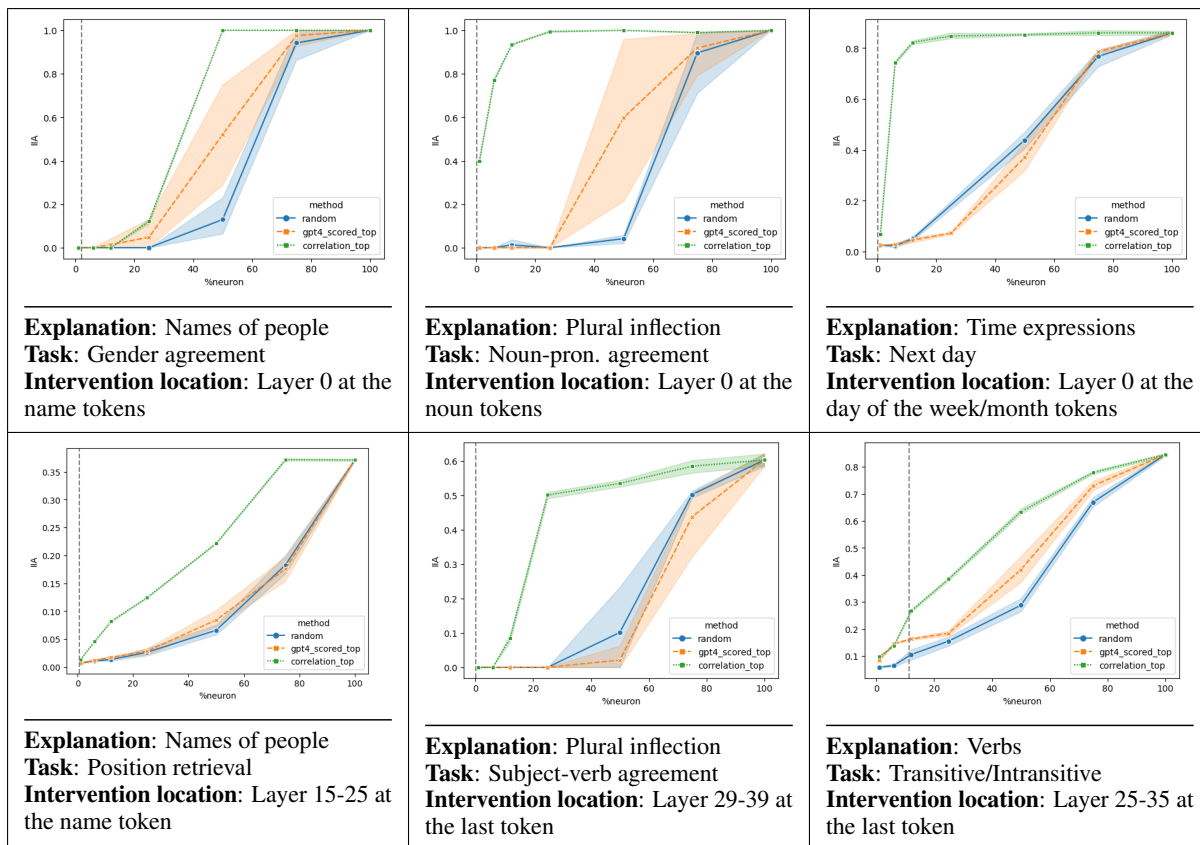 1.0
0.8
0.6
0.4
0.2
0.0
IIA
0 20 40 60 80 100
%neuron
method
random
gpt4_scored_top
correlation_top
Explanation: Names of people
Task: Gender agreement
Intervention location: Layer 0 at the
name tokens
1.0
0.8
0.6
0.4
0.2
0.0
IIA
0 20 40 60 80 100
%neuron
method
random
gpt4_scored_top
correlation_top
Explanation: Plural inflection
Task: Noun-pron. agreement
Intervention location: Layer 0 at the
noun tokens
0.8
0.6
0.4
0.2
0.0
IIA
0 20 40 60 80 100
%neuron
method
random
gpt4_scored_top
correlation_top
Explanation: Time expressions
Task: Next day
Intervention location: Layer 0 at the
day of the week/month tokens
0.35
0.30
0.25
0.20
0.15
0.10
0.05
0.00
IIA
0 20 40 60 80 100
%neuron
method
random
gpt4_scored_top
correlation_top
Explanation: Names of people
Task: Position retrieval
Intervention location: Layer 15-25 at
the name token
0.6
0.5
0.4
0.3
0.2
0.1
0.0
IIA
0 20 40 60 80 100
%neuron
method
random
gpt4_scored_top
correlation_top
Explanation: Plural inflection
Task: Subject-verb agreement
Intervention location: Layer 29-39 at
the last token
0.8
0.7
0.6
0.5
0.4
0.3
0.2
0.1
IIA
0 20 40 60 80 100
%neuron
method
random
gpt4_scored_top
correlation_top
Explanation: Verbs
Task: Transitive/Intransitive
Intervention location: Layer 25-35 at
the last token